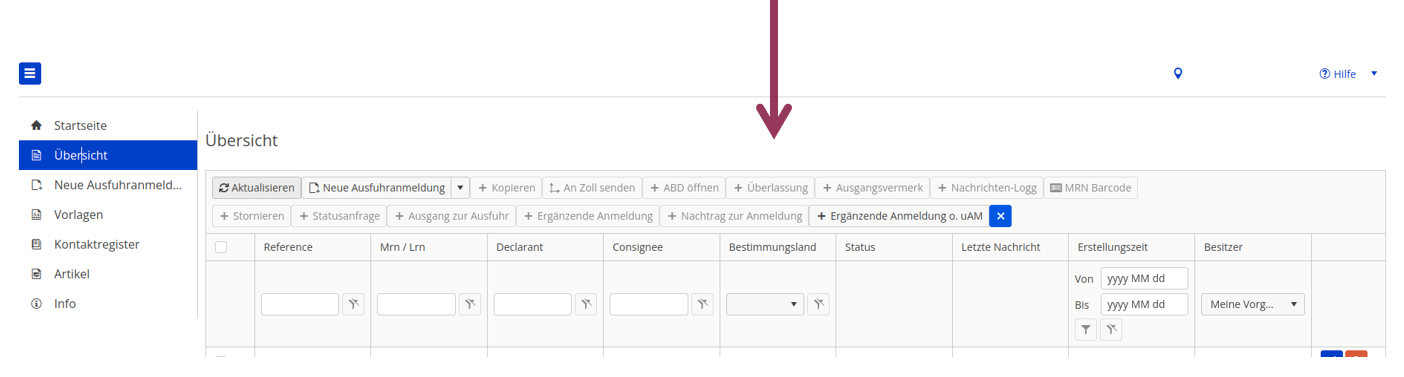 Hilfe
Startseite
Übersicht
Neue Ausfuhranmeld...
Vorlagen
Kontaktregister
Artikel
Info
Übersicht
Aktualisieren Neue Ausfuhranmeldung + Kopieren An Zoll senden + ABD öffnen + Überlassung + Ausgangsvermerk + Nachrichten-Logg MRN Barcode
+ Stornieren + Statusanfrage + Ausgang zur Ausfuhr + Ergänzende Anmeldung + Nachtrag zur Anmeldung + Ergänzende Anmeldung o. uAM ×
Reference Mrn / Lrn Declarant Consignee Bestimmungsland Status Letzte Nachricht Erstellungszeit Besitzer
Von yyyy MM dd
Bis yyyy MM dd Meine Vorg...